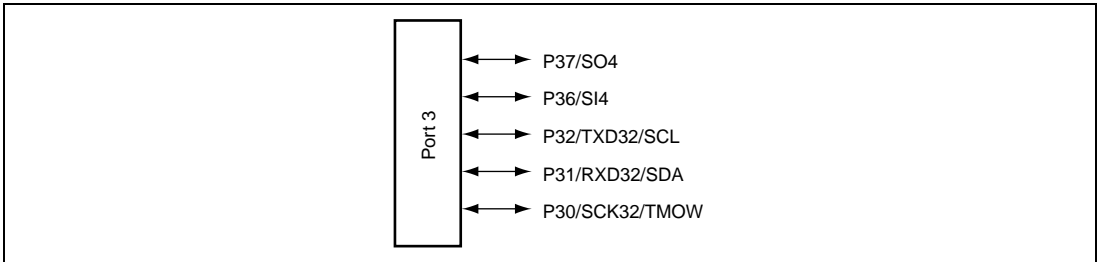 Port 3
P37/SO4
P36/SI4
P32/TXD32/SCL
P31/RXD32/SDA
P30/SCK32/TMOW